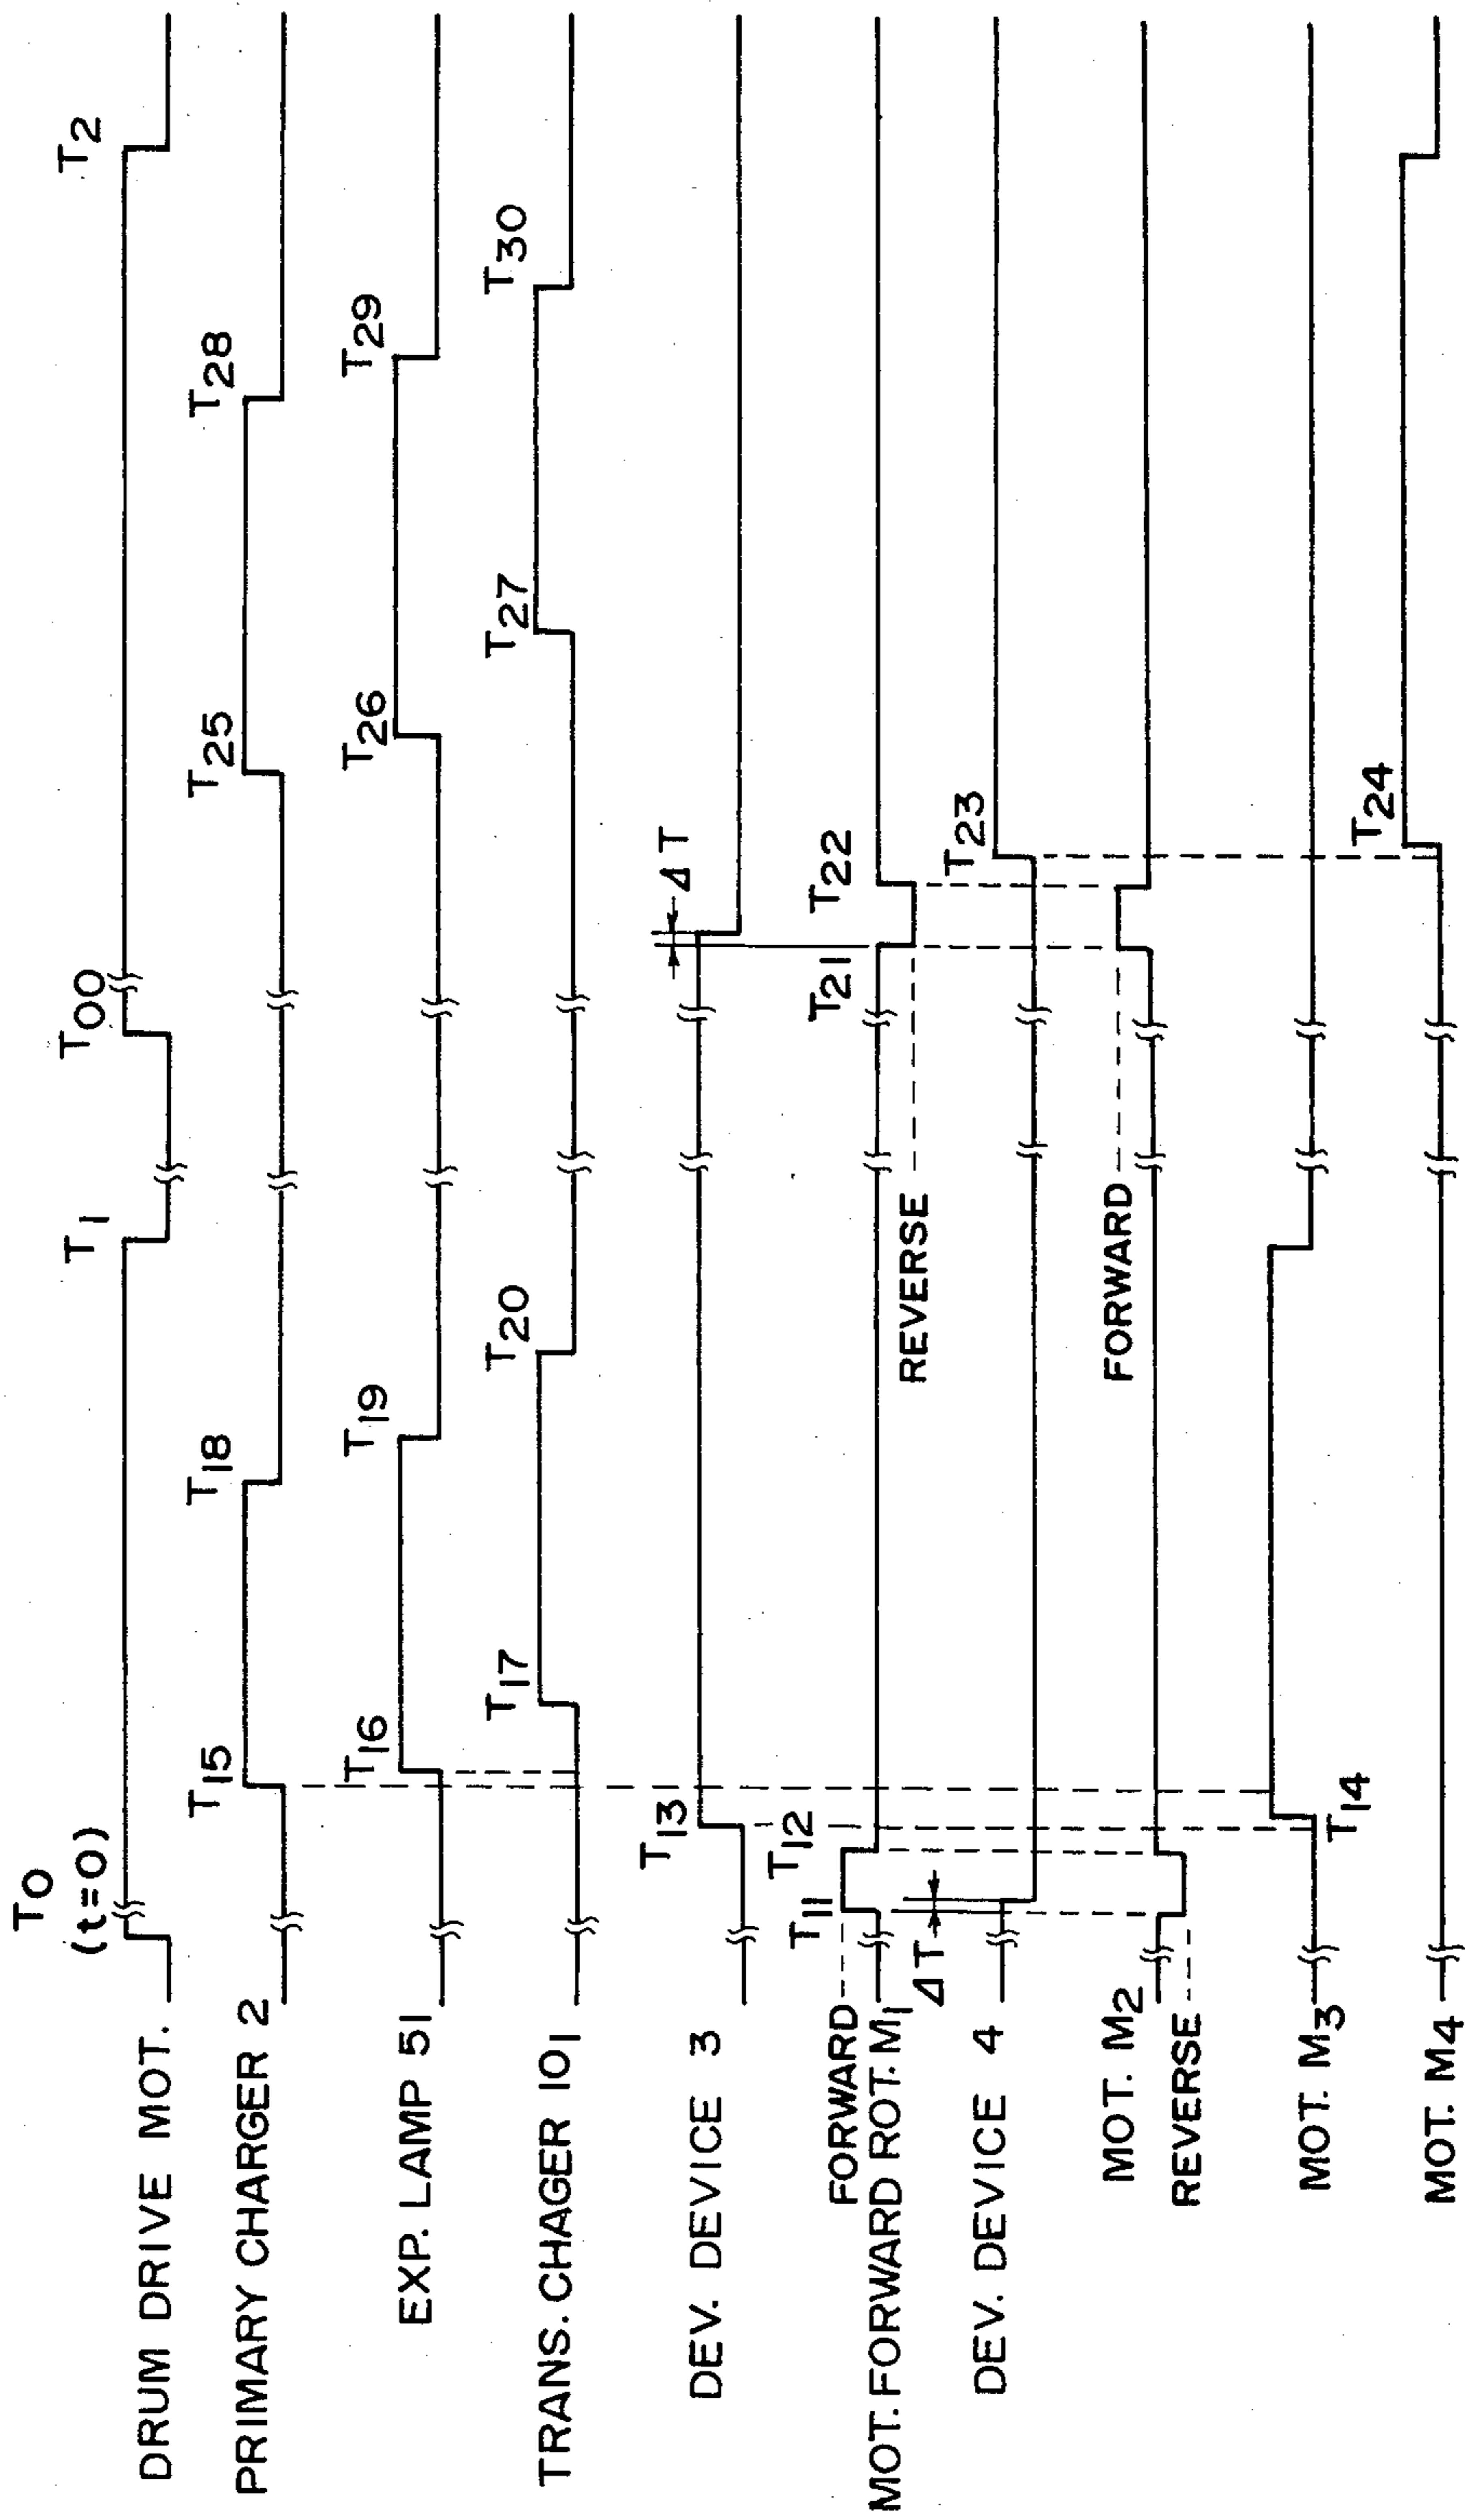 T0
(t=0)
T1
T00
T2
DRUM DRIVE MOT.
T15
T18
T25
T28
PRIMARY CHARGER 2
T16
T19
T26
T29
EXP. LAMP 51
T17
T20
T27
T30
TRANS. CHAGER 101
T13
ΔT
DEV. DEVICE 3
T11
T12
T21
T22
FORWARD
MOT. FORWARD ROT. M1
REVERSE
ΔT
T23
DEV. DEVICE 4
FORWARD
MOT. M2
REVERSE
T14
MOT. M3
T24
MOT. M4